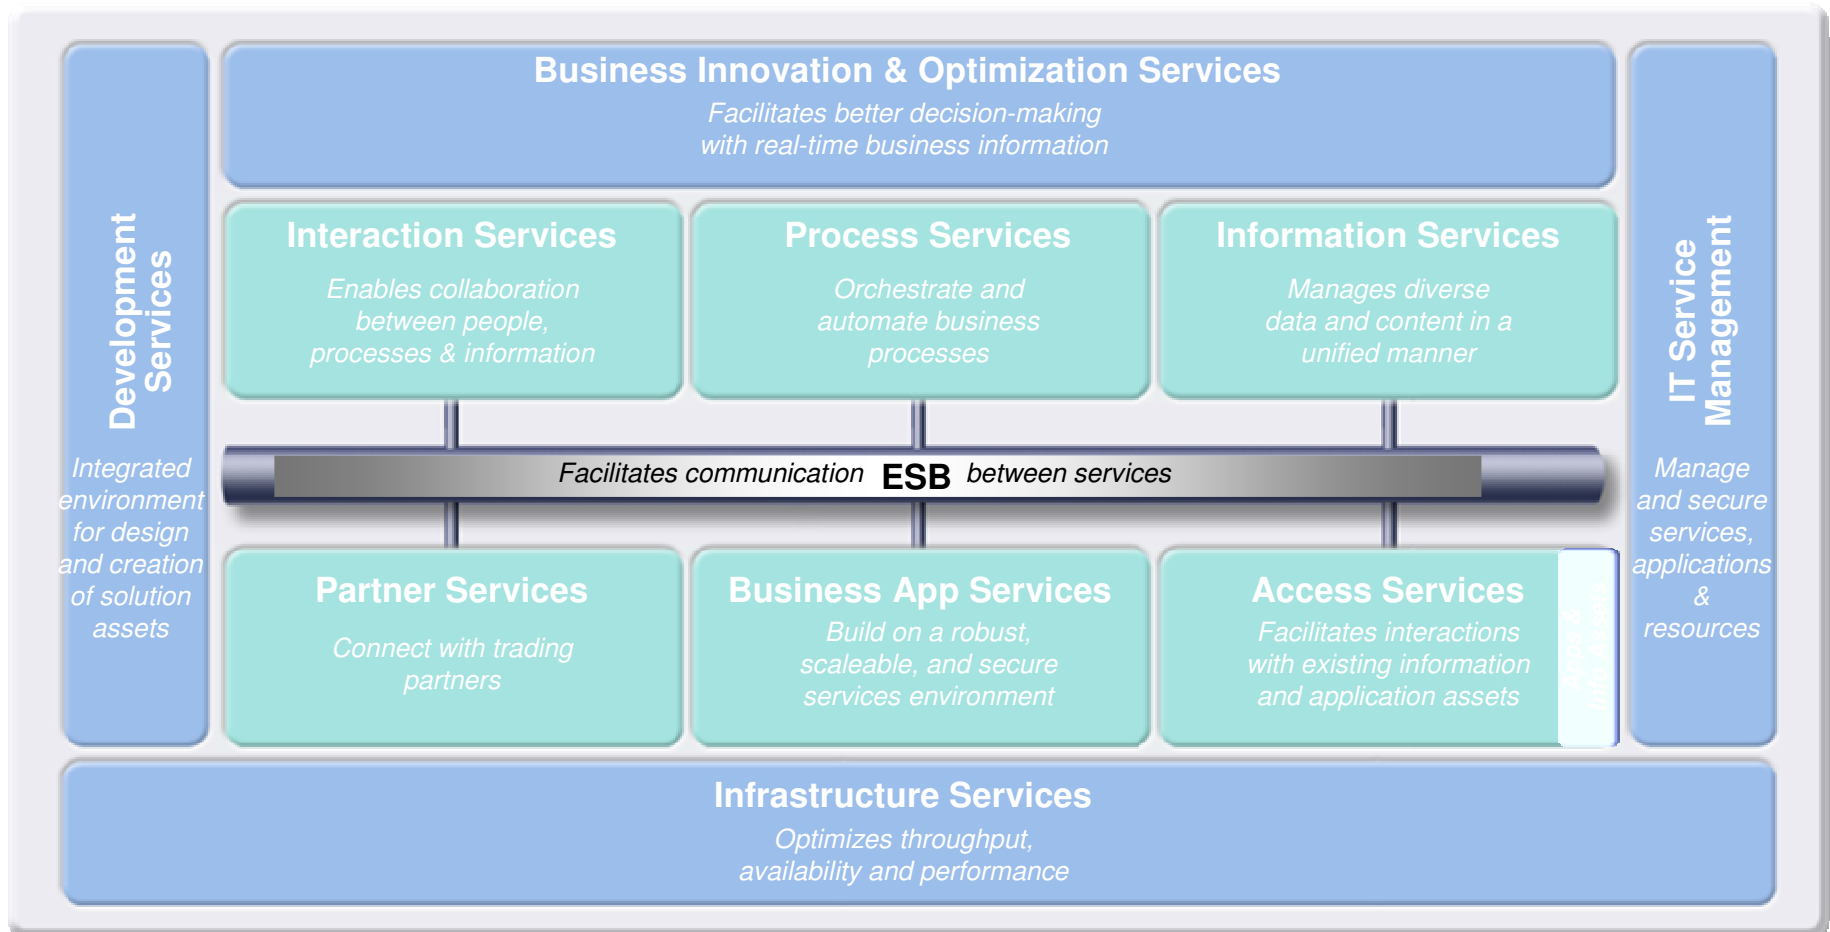 Business Innovation & Optimization Services
Facilitates better decision-making
with real-time business information
Development
Services
Integrated
environment
for design
and creation
of solution
assets
Interaction Services
Enables collaboration
between people,
processes & information
Process Services
Orchestrate and
automate business
processes
Information Services
Manages diverse
data and content in a
unified manner
IT Service
Management
Manage
and secure
services,
applications
&
resources
Facilitates communication ESB between services
Partner Services
Connect with trading
partners
Business App Services
Build on a robust,
scaleable, and secure
services environment
Access Services
Facilitates interactions
with existing information
and application assets
Apps &
Info Assets
Infrastructure Services
Optimizes throughput,
availability and performance